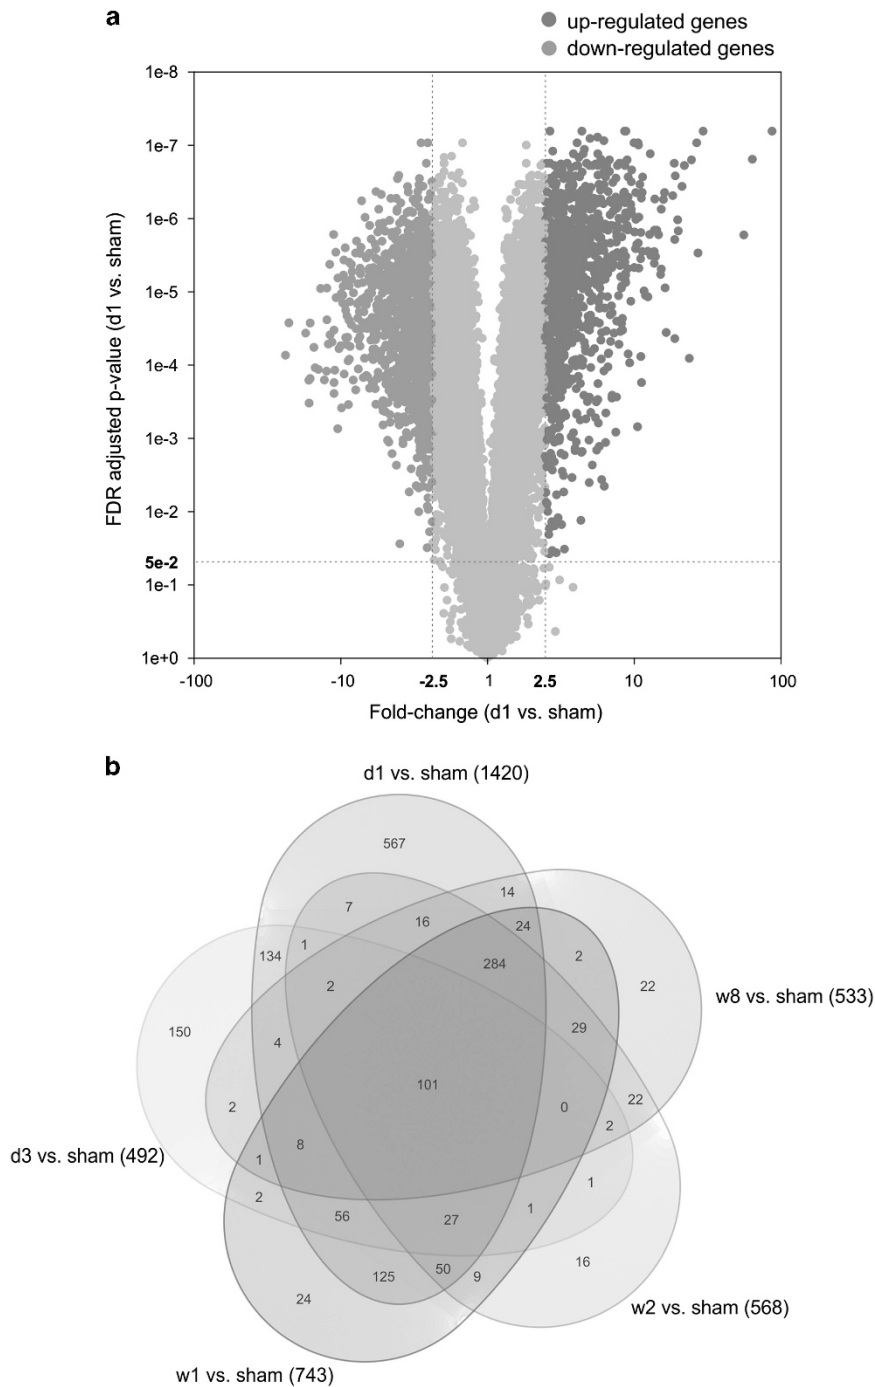 a
up-regulated genes
down-regulated genes
FDR adjusted p-value (d1 vs. sham)
1e-8
1e-7
1e-6
1e-5
1e-4
1e-3
1e-2
5e-2
1e-1
1e+0
-100 -10 -2.5 1 2.5 10 100
Fold-change (d1 vs. sham)
b
d1 vs. sham (1420)
567
14
7
16
24
1
134
284
2
2
22
w8 vs. sham (533)
150
29
4
101
2
0
22
2
8
d3 vs. sham (492)
1
2
1
56
27
1
16
50
125
9
24
w2 vs. sham (568)
w1 vs. sham (743)